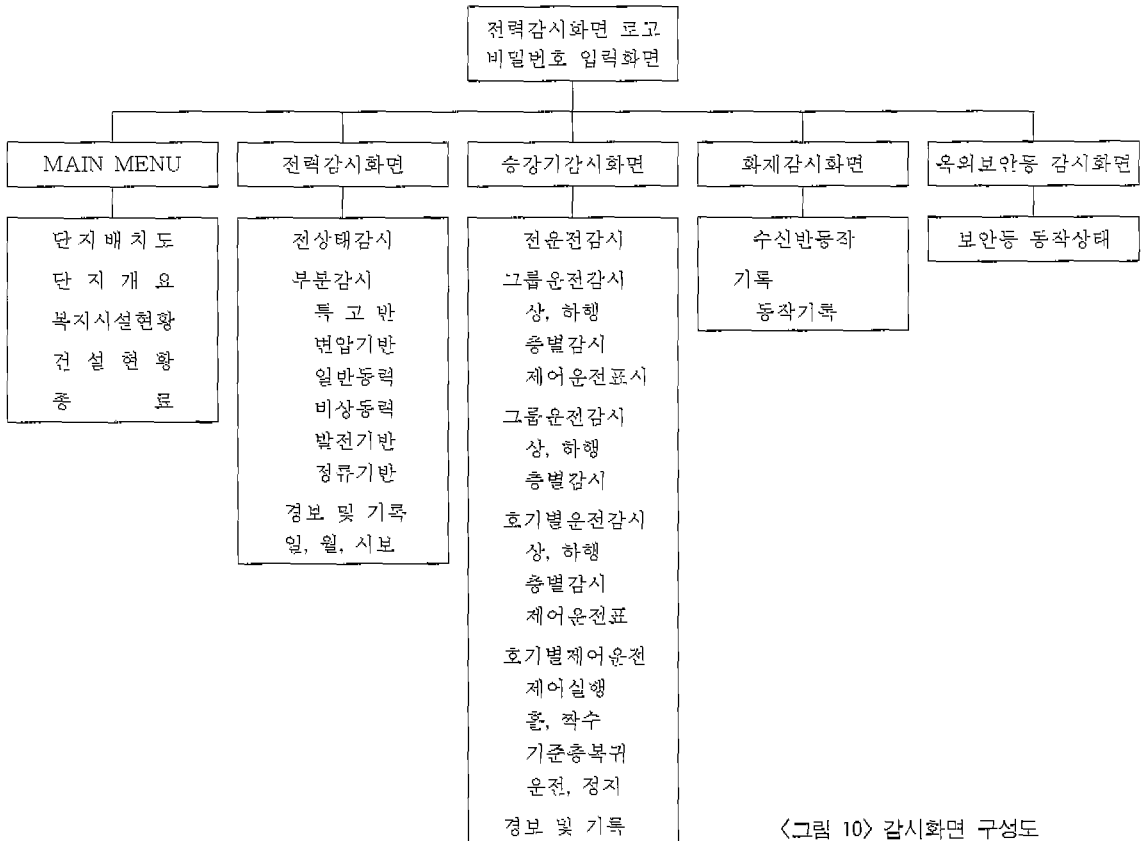 전력감시화면 로고
비밀번호 입력화면
MAIN MENU
전력감시화면
승강기감시화면
화재감시화면
옥외보안등 감시화면
단지배치도
단 지 개 요
복지시설현황
건 설 현 황
종 료
전상태감시
부분감시
특 고 반
변압기반
일반동력
비상동력
발전기반
정류기반
경보 및 기록
일, 월, 시보
전운전감시
그룹운전감시
상, 하행
층별감시
제어운전표시
그룹운전감시
상, 하행
층별감시
호기별운전감시
상, 하행
층별감시
제어운전표
호기별제어운전
제어실행
홀, 짝수
기준층복귀
운전, 정지
경보 및 기록
수신반동작
기록
동작기록
보안등 동작상태
〈그림 10〉 감시화면 구성도